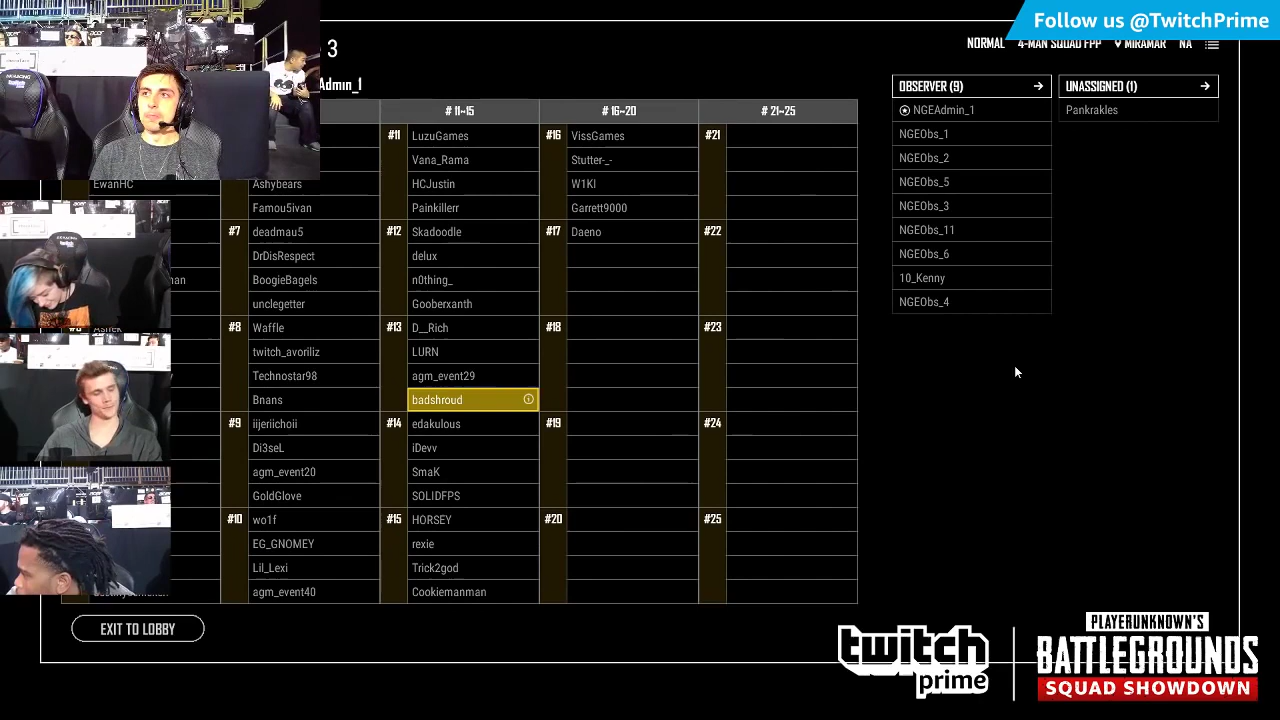 Follow us @TwitchPrime
3
NORMAL 4-MAN SQUAD FPP MIRAMAR NA
Admin_1
OBSERVER (9)
UNASSIGNED (1)
# 11~15
# 16~20
# 21~25
NGEAdmin_1
NGEObs_1
NGEObs_2
NGEObs_5
NGEObs_3
NGEObs_11
NGEObs_6
10_Kenny
NGEObs_4
Pankrakles
EwanHC
Ashybears
Famou5ivan
#7
deadmau5
DrDisRespect
BoogieBagels
unclegetter
#8
Waffle
twitch_avoriliz
Technostar98
Bnans
#9
iijeriichoii
Di3seL
agm_event20
GoldGlove
#10
wo1f
EG_GNOMEY
Lil_Lexi
agm_event40
#11
LuzuGames
Vana_Rama
HCJustin
Painkillerr
#12
Skadoodle
delux
n0thing_
Gooberxanth
#13
D__Rich
LURN
agm_event29
badshroud
#14
edakulous
iDevv
SmaK
SOLIDFPS
#15
HORSEY
rexie
Trick2god
Cookiemanman
#16
VissGames
Stutter-_-
W1KI
Garrett9000
#17
Daeno
#18
#19
#20
#21
#22
#23
#24
#25
EXIT TO LOBBY
twitch
prime
PLAYERUNKNOWN'S
BATTLEGROUNDS
SQUAD SHOWDOWN